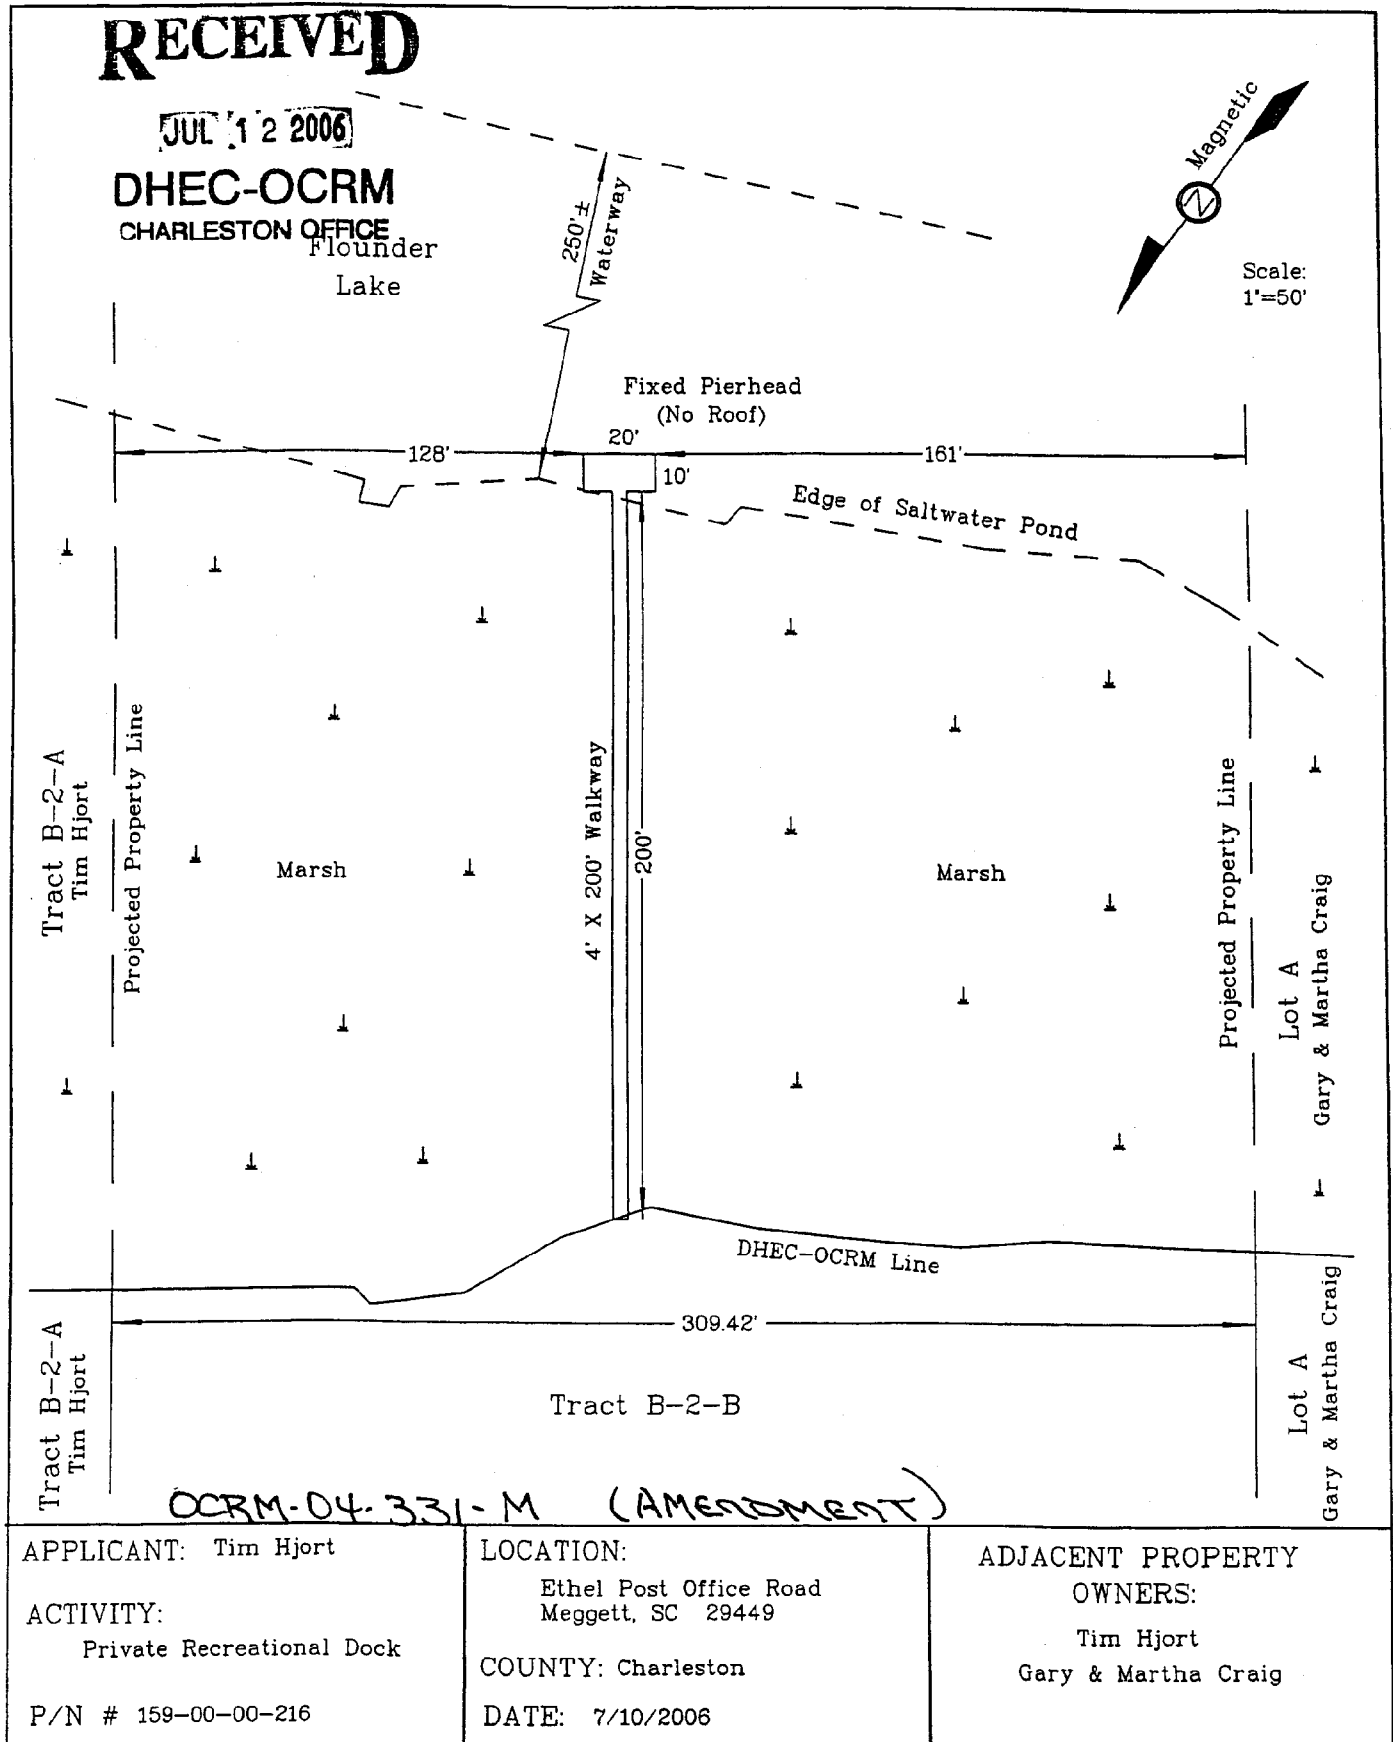 RECEIVED
JUL 12 2006
DHEC-OCRM
CHARLESTON OFFICE
Flounder
Lake
250'±
Waterway
Magnetic
N
Scale:
1"=50'
Fixed Pierhead
(No Roof)
20'
128'
161'
10'
Edge of Saltwater Pond
Tract B-2-A
Tim Hjort
Projected Property Line
Marsh
4' X 200' Walkway
200'
Marsh
Projected Property Line
Lot A
Gary & Martha Craig
DHEC-OCRM Line
309.42'
Tract B-2-A
Tim Hjort
Tract B-2-B
Lot A
Gary & Martha Craig
OCRM-04-331-M (AMENDMENT)
APPLICANT: Tim Hjort
ACTIVITY:
Private Recreational Dock
P/N # 159-00-00-216
LOCATION:
Ethel Post Office Road
Meggett, SC 29449
COUNTY: Charleston
DATE: 7/10/2006
ADJACENT PROPERTY
OWNERS:
Tim Hjort
Gary & Martha Craig